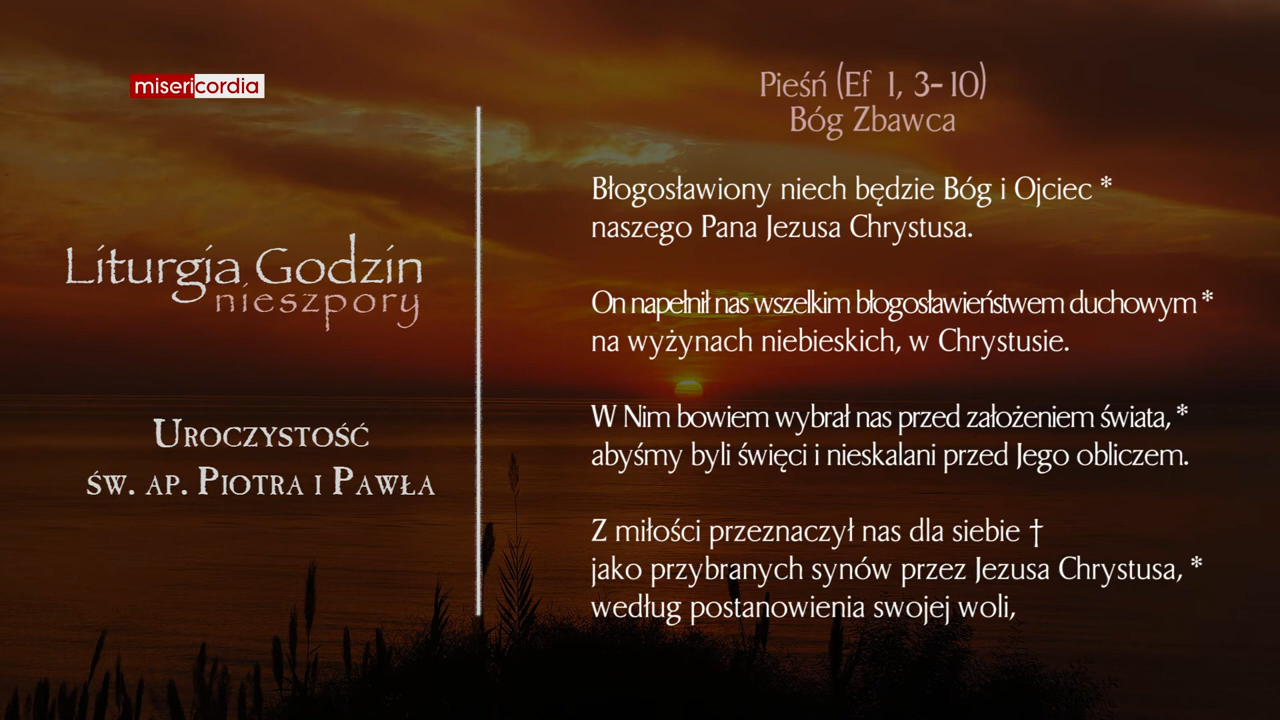 misericordia
Liturgia Godzin
nieszpory
Uroczystość
św. ap. Piotra i Pawła
Pieśń (Ef 1, 3-10)
Bóg Zbawca
Błogosławiony niech będzie Bóg i Ojciec *
naszego Pana Jezusa Chrystusa.
On napełnił nas wszelkim błogosławieństwem duchowym *
na wyżynach niebieskich, w Chrystusie.
W Nim bowiem wybrał nas przed założeniem świata, *
abyśmy byli święci i nieskalani przed Jego obliczem.
Z miłości przeznaczył nas dla siebie †
jako przybranych synów przez Jezusa Chrystusa, *
według postanowienia swojej woli,